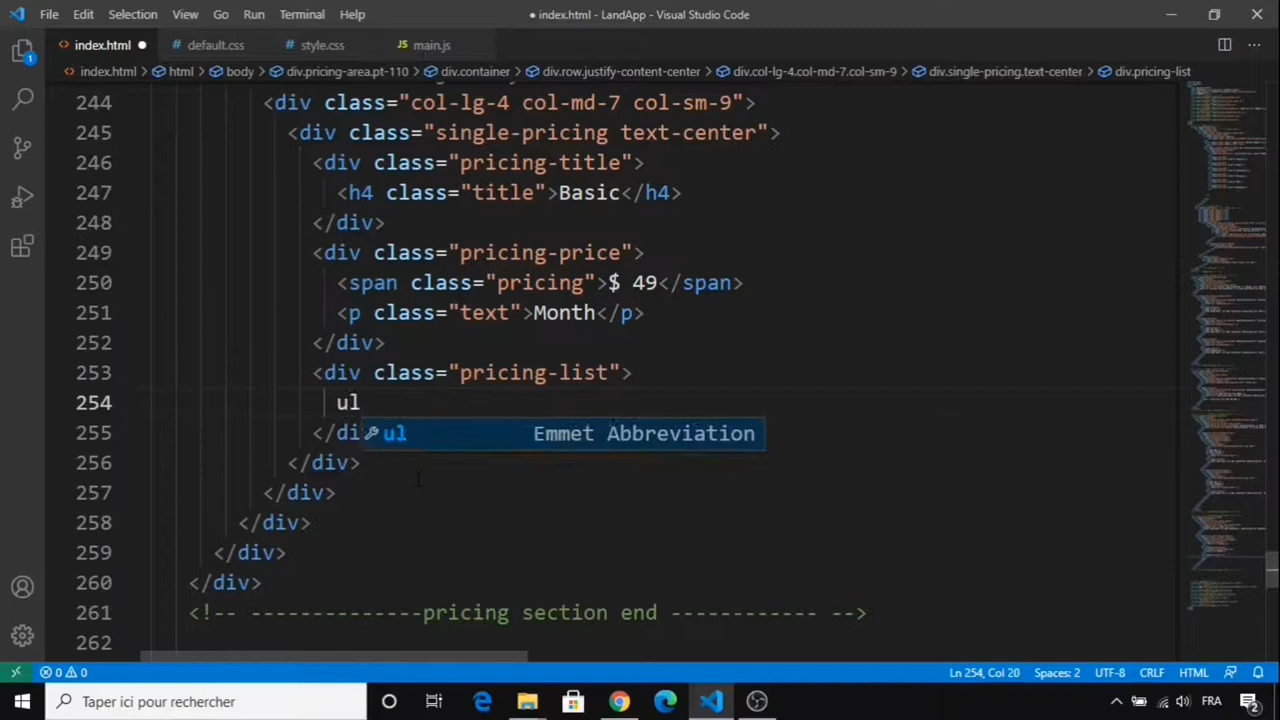 File Edit Selection View Go Run Terminal Help ● index.html - LandApp - Visual Studio Code
<> index.html ● # default.css # style.css JS main.js
<> index.html > html > body > div.pricing-area.pt-110 > div.container > div.row.justify-content-center > div.col-lg-4.col-md-7.col-sm-9 > div.single-pricing.text-center > div.pricing-list
244 <div class="col-lg-4 col-md-7 col-sm-9">
245 <div class="single-pricing text-center">
246 <div class="pricing-title">
247 <h4 class="title">Basic</h4>
248 </div>
249 <div class="pricing-price">
250 <span class="pricing">$ 49</span>
251 <p class="text">Month</p>
252 </div>
253 <div class="pricing-list">
254 ul
ul Emmet Abbreviation
255 </di
256 </div>
257 </div>
258 </div>
259 </div>
260 </div>
261 <!-- --------------pricing section end ----------- -->
262
1
0 0 Ln 254, Col 20 Spaces: 2 UTF-8 CRLF HTML
Taper ici pour rechercher FRA 2